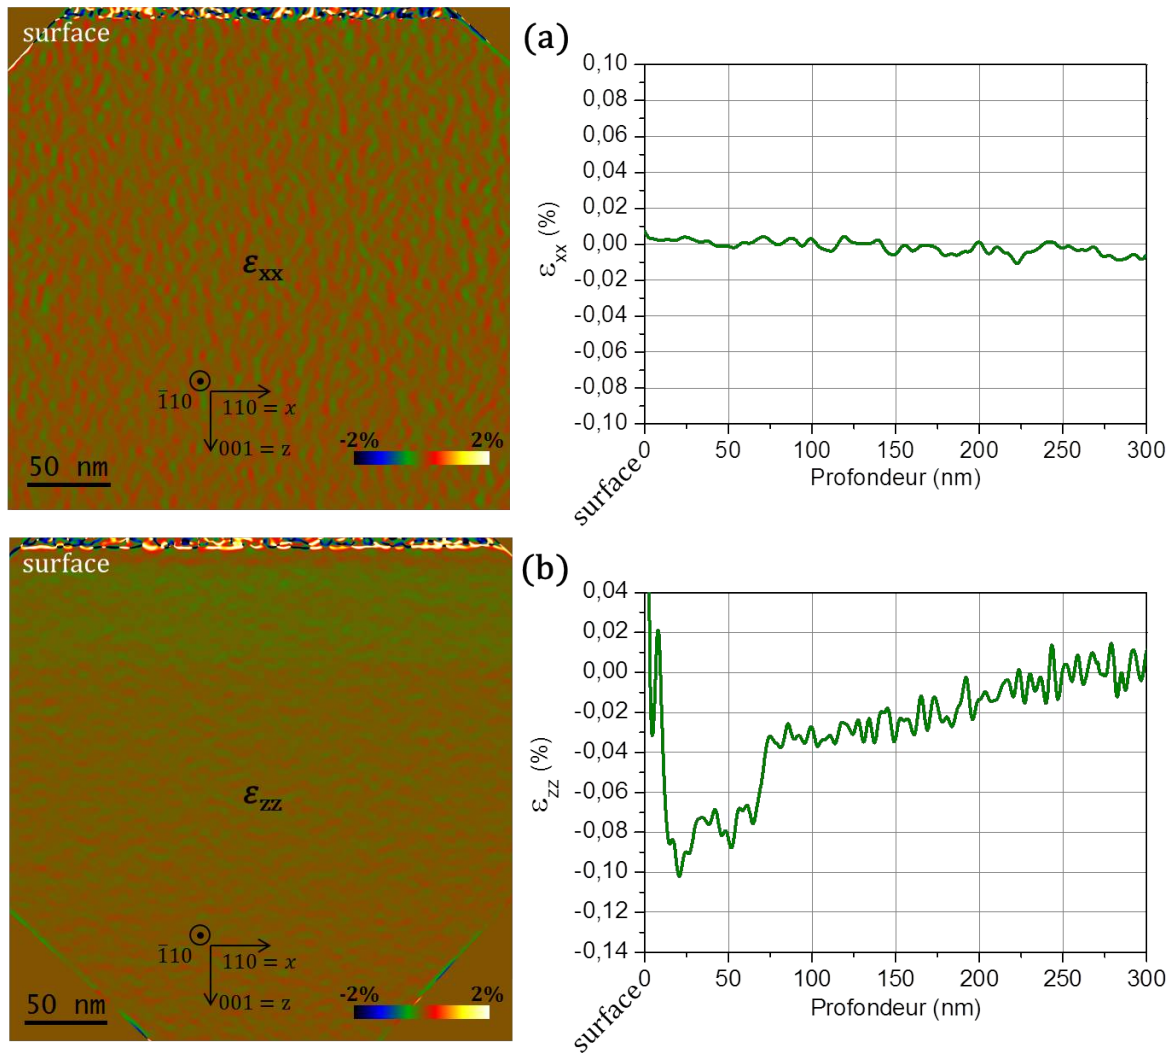 surface
(a)
ε_xx
1̄10
110 = x
001 = z
-2%
2%
50 nm
0,10
0,08
0,06
0,04
0,02
0,00
-0,02
-0,04
-0,06
-0,08
-0,10
ε_xx (%)
0
50
100
150
200
250
300
surface
Profondeur (nm)
surface
(b)
ε_zz
1̄10
110 = x
001 = z
-2%
2%
50 nm
0,04
0,02
0,00
-0,02
-0,04
-0,06
-0,08
-0,10
-0,12
-0,14
ε_zz (%)
0
50
100
150
200
250
300
surface
Profondeur (nm)